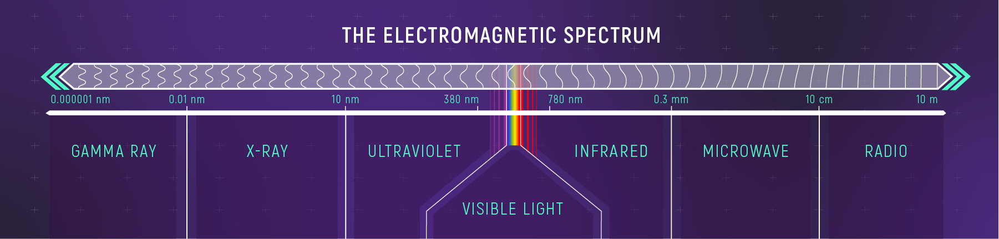 THE ELECTROMAGNETIC SPECTRUM
0.000001 nm 0.01 nm 10 nm 380 nm 780 nm 0.3 mm 10 cm 10 m
GAMMA RAY X-RAY ULTRAVIOLET INFRARED MICROWAVE RADIO
VISIBLE LIGHT